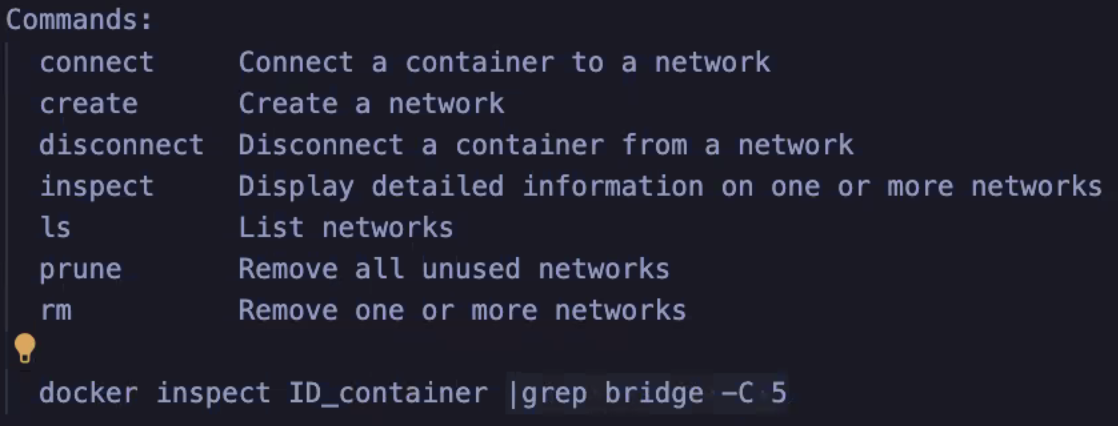 Commands:
connect     Connect a container to a network
create      Create a network
disconnect  Disconnect a container from a network
inspect     Display detailed information on one or more networks
ls          List networks
prune       Remove all unused networks
rm          Remove one or more networks
docker inspect ID_container |grep bridge -C 5